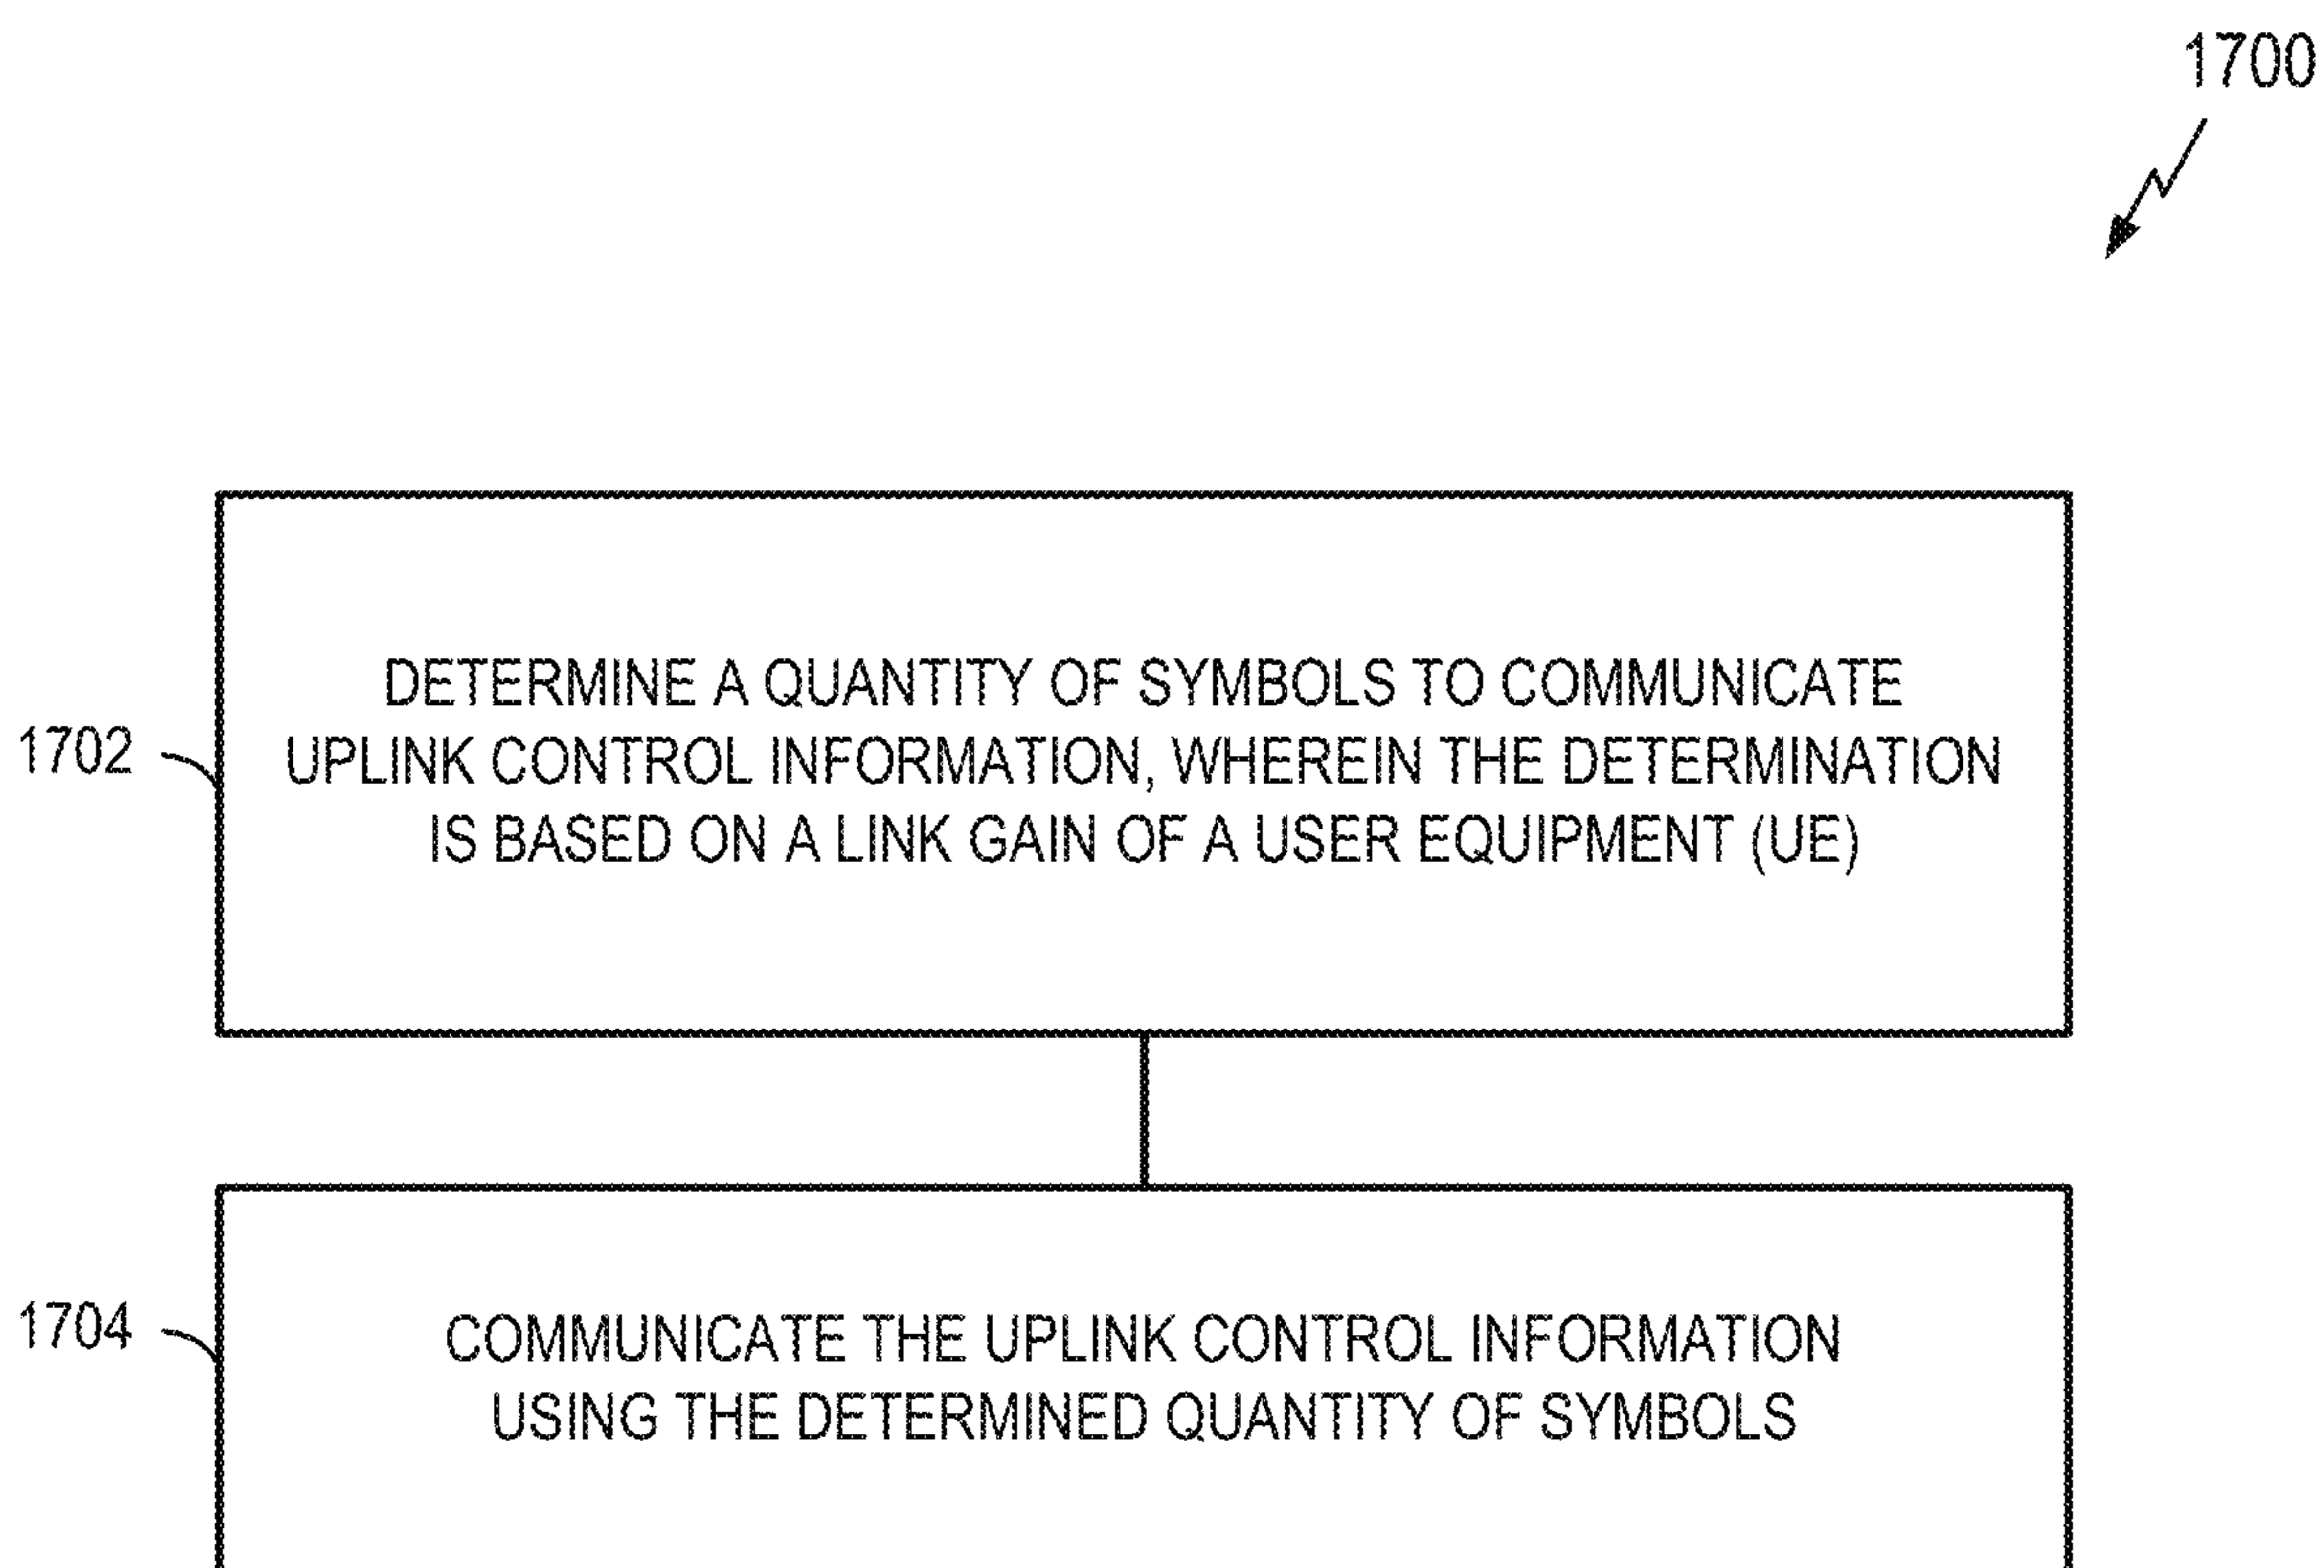 1700
DETERMINE A QUANTITY OF SYMBOLS TO COMMUNICATE
1702
UPLINK CONTROL INFORMATION, WHEREIN THE DETERMINATION
IS BASED ON A LINK GAIN OF A USER EQUIPMENT (UE)
1704
COMMUNICATE THE UPLINK CONTROL INFORMATION
USING THE DETERMINED QUANTITY OF SYMBOLS